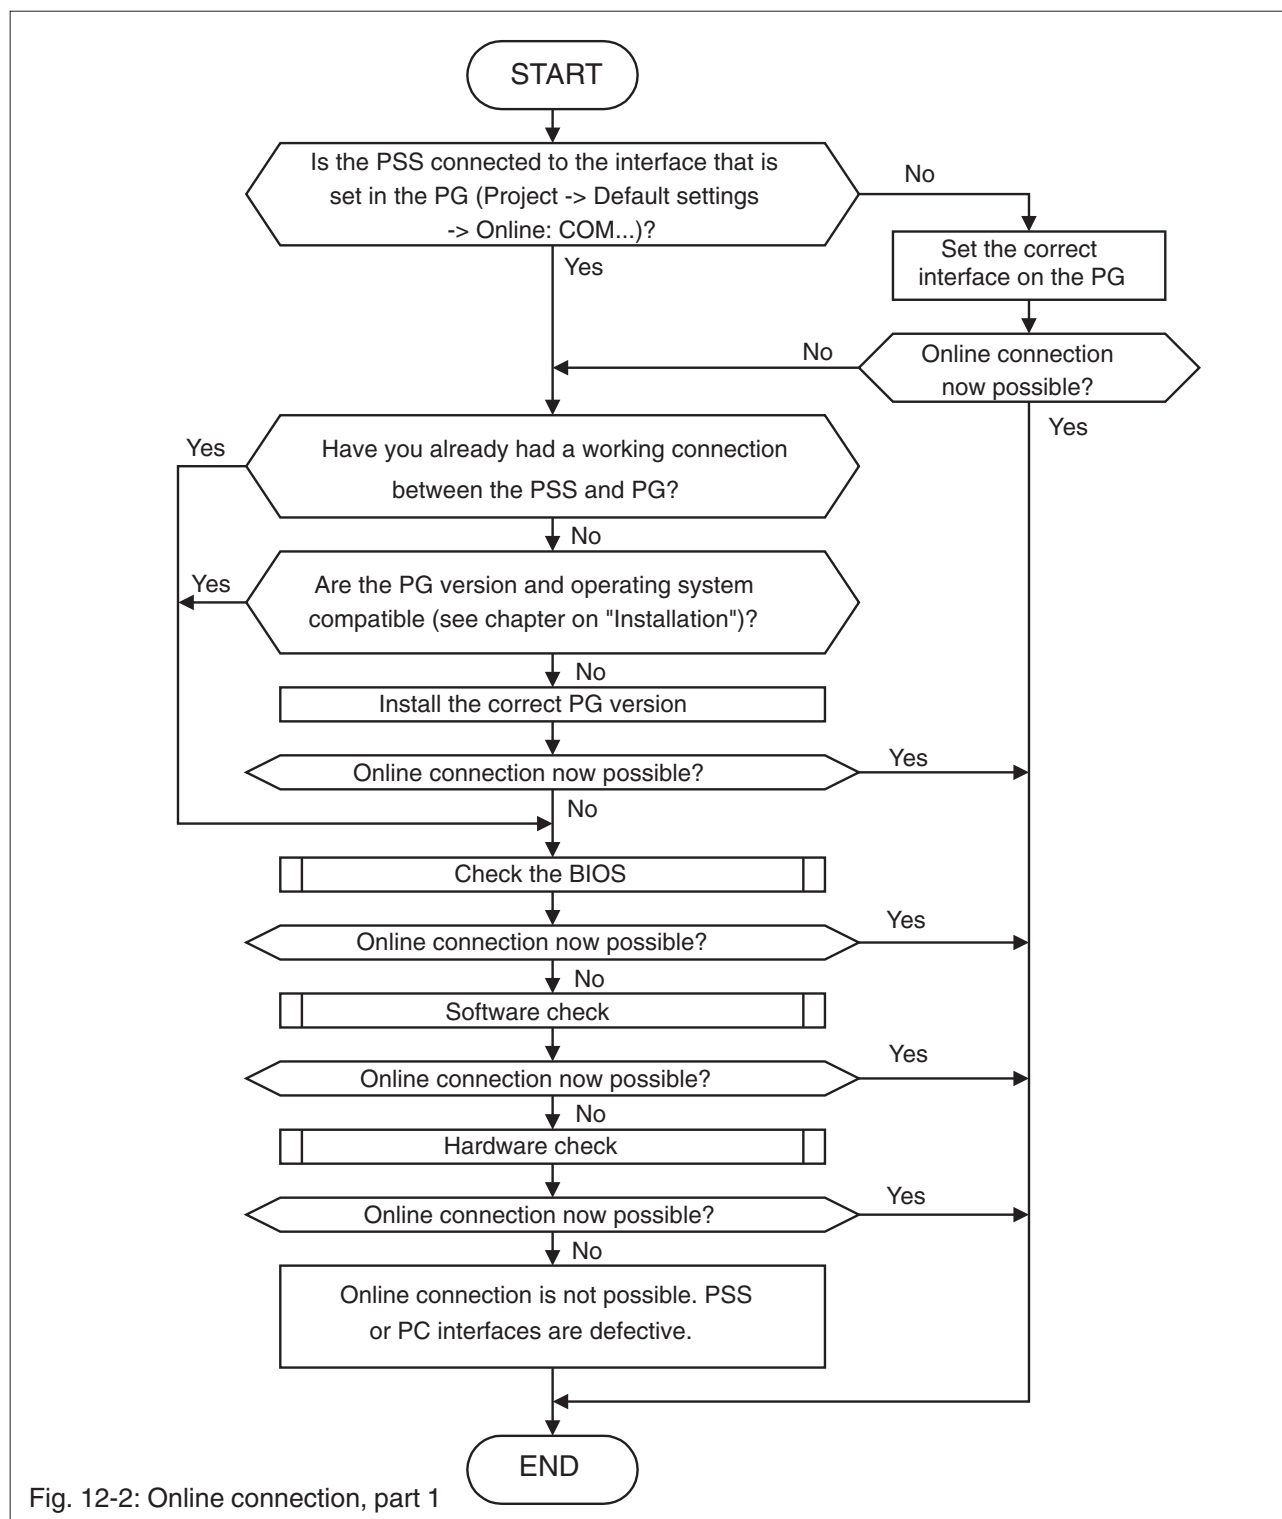 START
Is the PSS connected to the interface that is
set in the PG (Project -> Default settings
-> Online: COM...)?
No
Yes
Set the correct
interface on the PG
No
Online connection
now possible?
Yes
Yes
Have you already had a working connection
between the PSS and PG?
No
Yes
Are the PG version and operating system
compatible (see chapter on "Installation")?
No
Install the correct PG version
Online connection now possible?
Yes
No
Check the BIOS
Online connection now possible?
Yes
No
Software check
Online connection now possible?
Yes
No
Hardware check
Online connection now possible?
Yes
No
Online connection is not possible. PSS
or PC interfaces are defective.
END
Fig. 12-2: Online connection, part 1